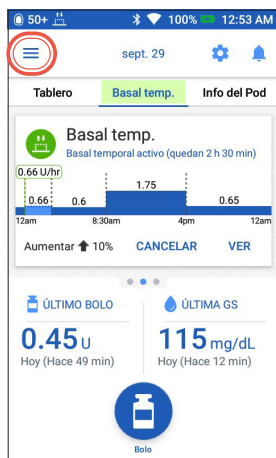 50+ 100% 12:53 AM
sept. 29
Tablero Basal temp. Info del Pod
Basal temp.
Basal temporal activo (quedan 2 h 30 min)
0.66 U/hr
1.75
0.66 0.6 0.65
12am 8:30am 4pm 12am
Aumentar 10% CANCELAR VER
ÚLTIMO BOLO ÚLTIMA GS
0.45 U 115 mg/dL
Hoy (Hace 49 min) Hoy (Hace 12 min)
Bolo